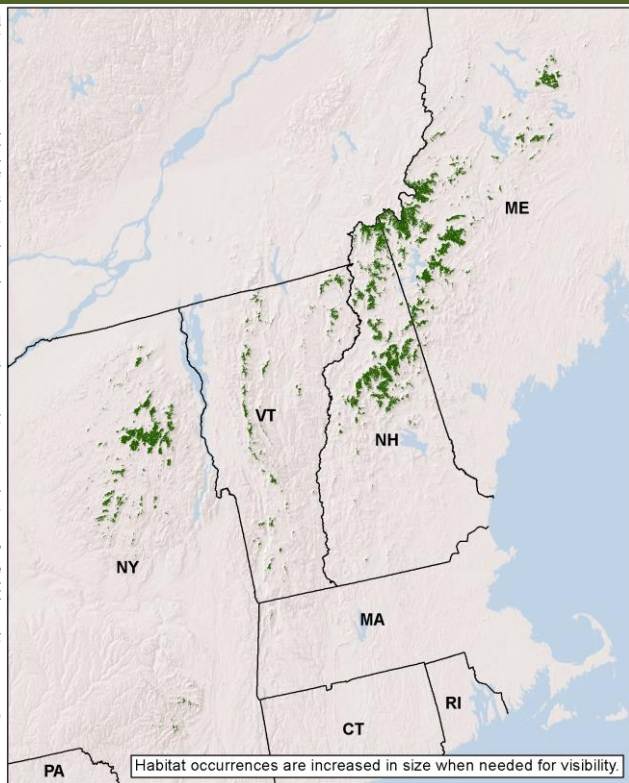 ME
VT
NH
NY
MA
CT
RI
PA
Habitat occurrences are increased in size when needed for visibility.